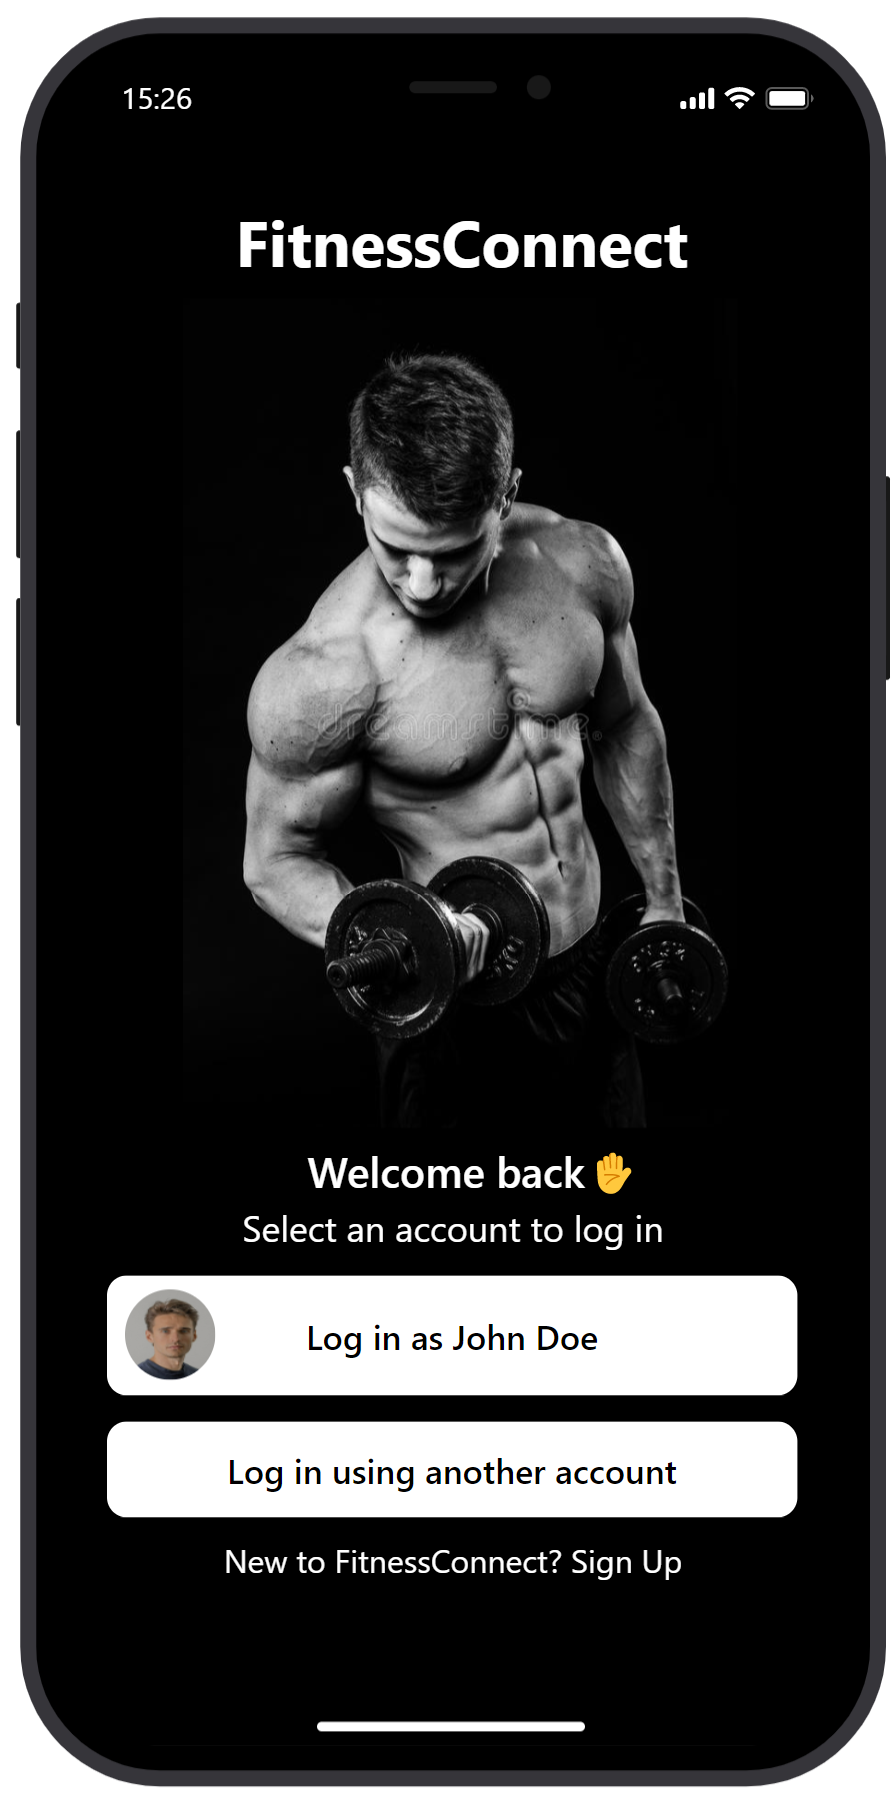 15:26
FitnessConnect
dreamstime.
Welcome back✋
Select an account to log in
Log in as John Doe
Log in using another account
New to FitnessConnect? Sign Up